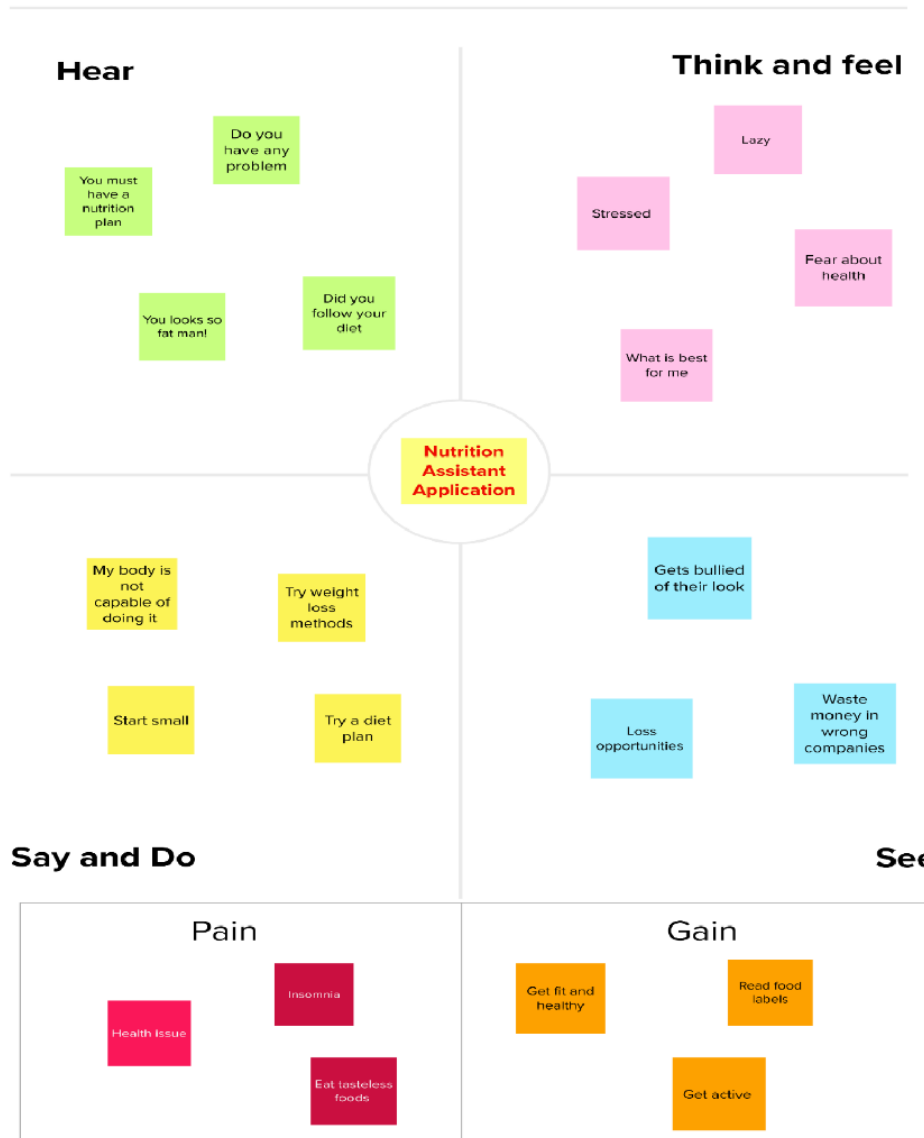 Hear
Think and feel
Do you
have any
problem
You must
have a
nutrition
plan
You looks so
fat man!
Did you
follow your
diet
Lazy
Stressed
Fear about
health
What is best
for me
Nutrition
Assistant
Application
My body is
not
capable of
doing it
Try weight
loss
methods
Start small
Try a diet
plan
Gets bullied
of their look
Loss
opportunities
Waste
money in
wrong
companies
Say and Do
See
Pain
Gain
Health issue
Insomnia
Eat tasteless
foods
Get fit and
healthy
Read food
labels
Get active